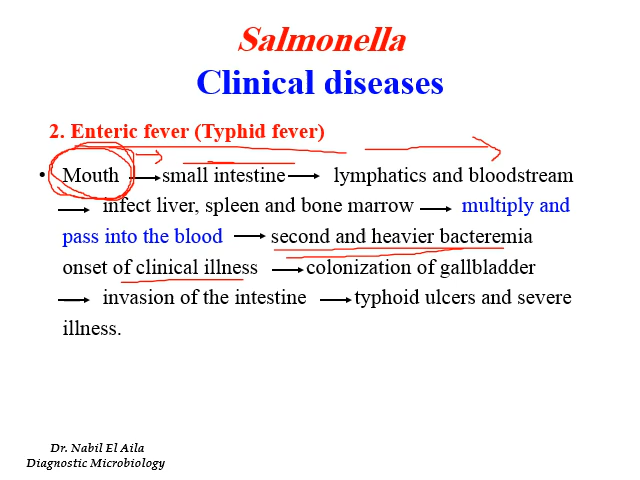 Salmonella
Clinical diseases
2. Enteric fever (Typhid fever)
• Mouth → small intestine → lymphatics and bloodstream
→ infect liver, spleen and bone marrow → multiply and
pass into the blood → second and heavier bacteremia
onset of clinical illness → colonization of gallbladder
→ invasion of the intestine → typhoid ulcers and severe
illness.
Dr. Nabil El Aila
Diagnostic Microbiology